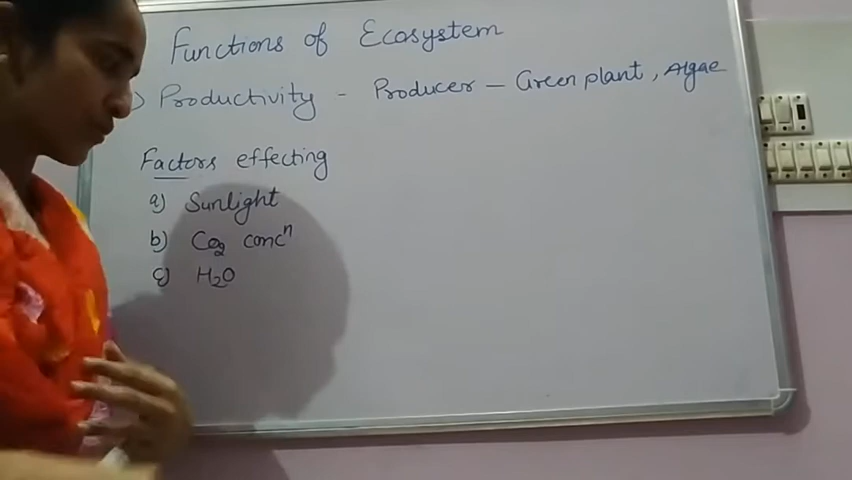 Functions of Ecosystem
) Productivity - Producer - Green plant, Algae
Factors effecting
a) Sunlight
b) CO2 concⁿ
c) H2O